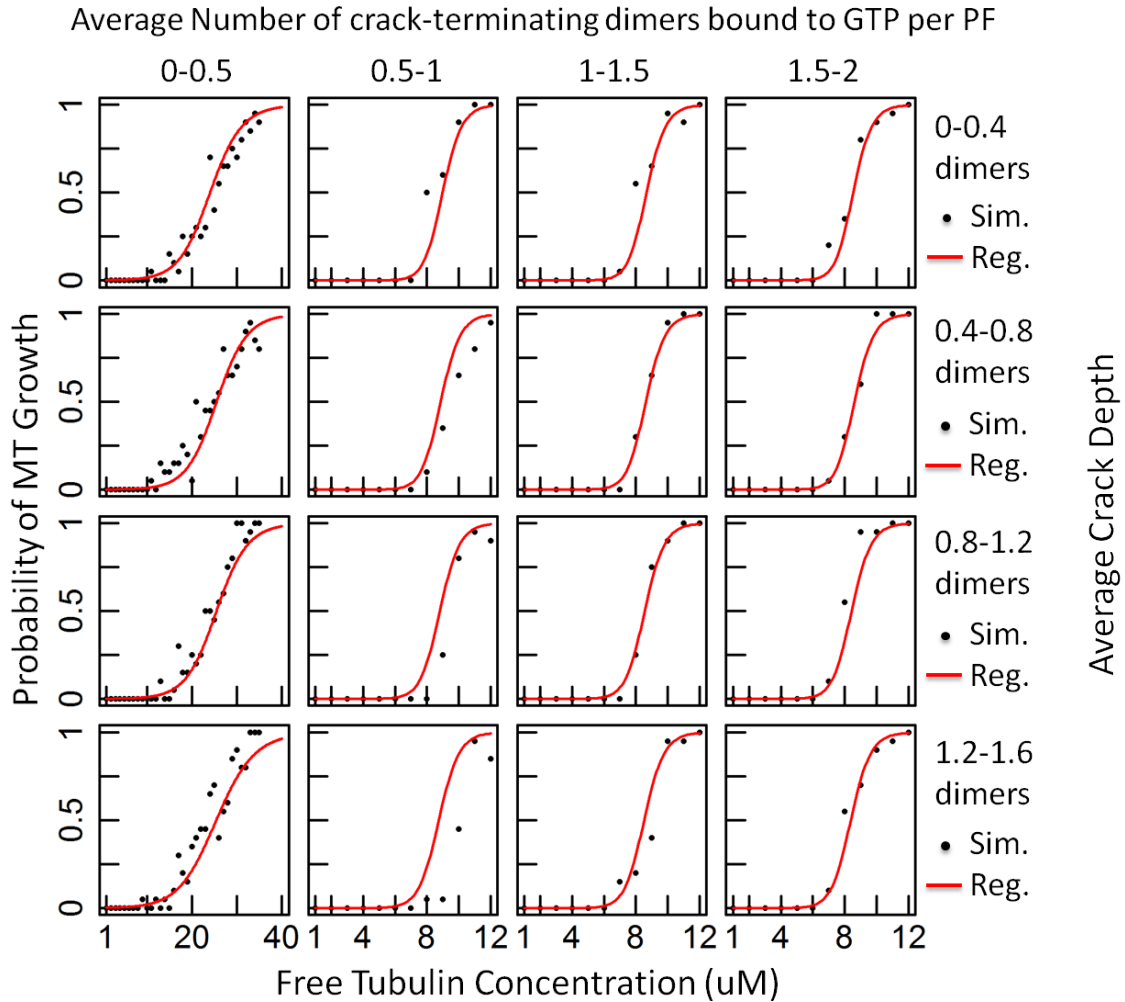 Average Number of crack-terminating dimers bound to GTP per PF
0-0.5 0.5-1 1-1.5 1.5-2
Probability of MT Growth
1
0.5
0
0-0.4
dimers
Sim.
Reg.
1
0.5
0
0.4-0.8
dimers
Sim.
Reg.
1
0.5
0
0.8-1.2
dimers
Sim.
Reg.
1
0.5
0
1.2-1.6
dimers
Sim.
Reg.
Average Crack Depth
1 20 40 1 4 8 12 1 4 8 12 1 4 8 12
Free Tubulin Concentration (uM)